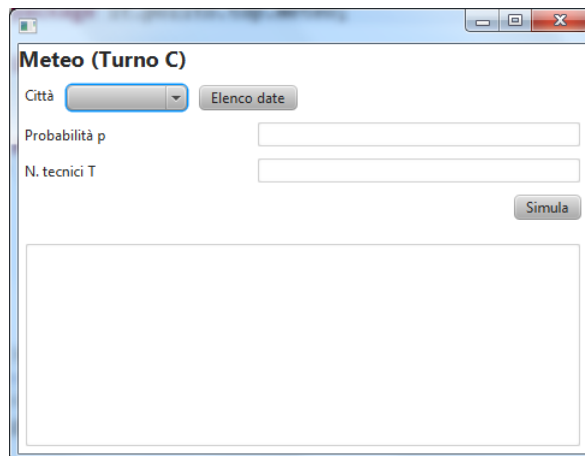 Meteo (Turno C)
Città Elenco date
Probabilità p
N. tecnici T
Simula